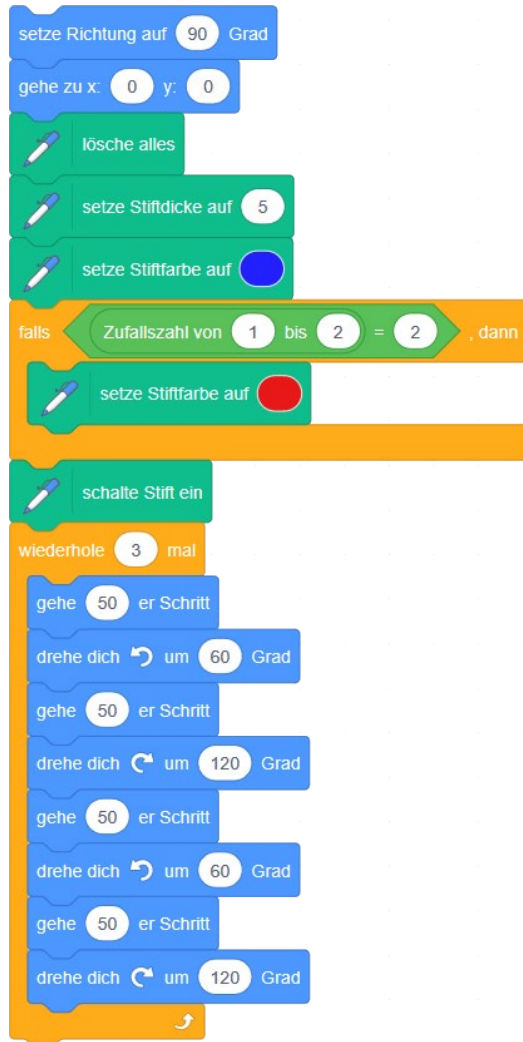 setze Richtung auf 90 Grad
gehe zu x: 0 y: 0
lösche alles
setze Stiftdicke auf 5
setze Stiftfarbe auf
falls Zufallszahl von 1 bis 2 = 2 , dann
setze Stiftfarbe auf
schalte Stift ein
wiederhole 3 mal
gehe 50 er Schritt
drehe dich um 60 Grad
gehe 50 er Schritt
drehe dich um 120 Grad
gehe 50 er Schritt
drehe dich um 60 Grad
gehe 50 er Schritt
drehe dich um 120 Grad